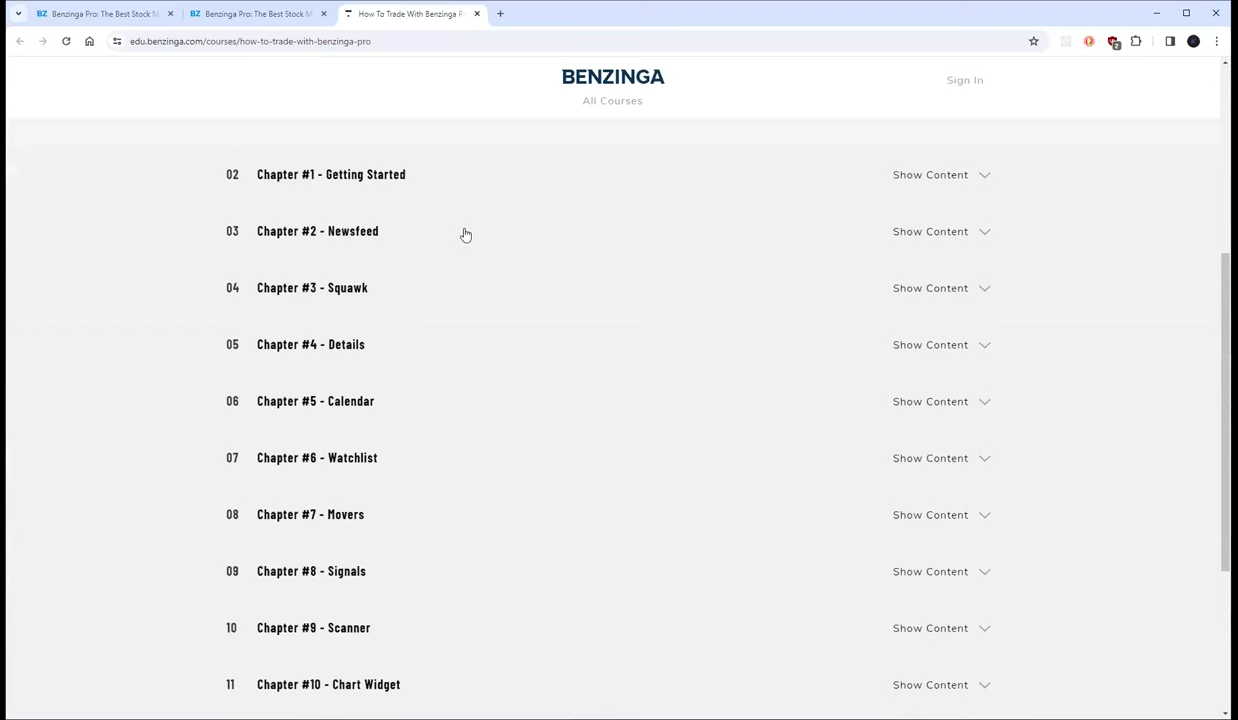 Benzinga Pro: The Best Stock M
Benzinga Pro: The Best Stock M
How To Trade With Benzinga P
edu.benzinga.com/courses/how-to-trade-with-benzinga-pro
2
BENZINGA
All Courses
Sign In
02 Chapter #1 - Getting Started Show Content
03 Chapter #2 - Newsfeed Show Content
04 Chapter #3 - Squawk Show Content
05 Chapter #4 - Details Show Content
06 Chapter #5 - Calendar Show Content
07 Chapter #6 - Watchlist Show Content
08 Chapter #7 - Movers Show Content
09 Chapter #8 - Signals Show Content
10 Chapter #9 - Scanner Show Content
11 Chapter #10 - Chart Widget Show Content